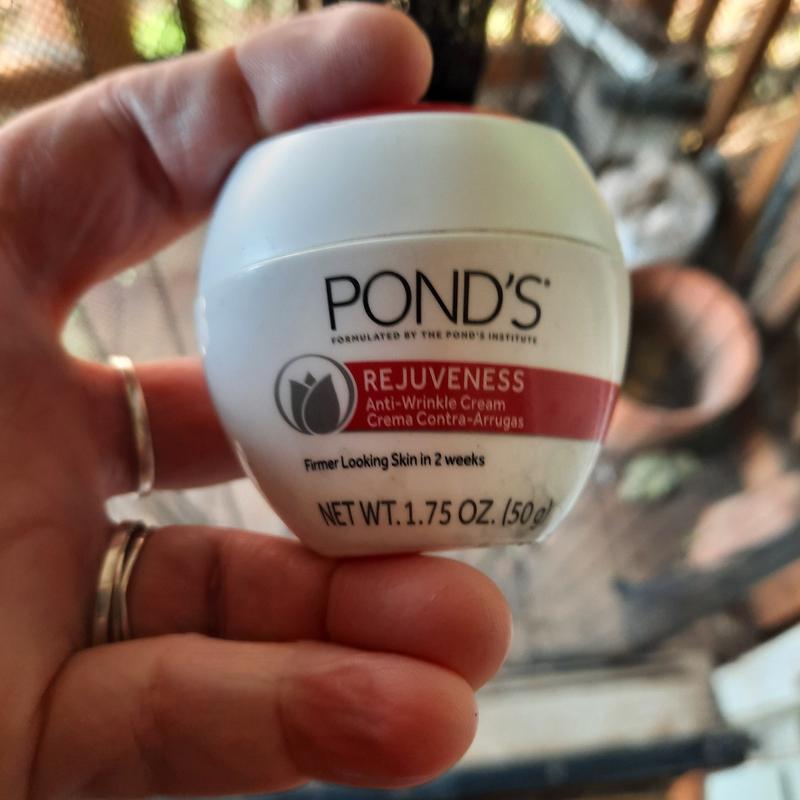 POND'S
FORMULATED BY THE POND'S INSTITUTE
REJUVENESS
Anti-Wrinkle Cream
Crema Contra-Arrugas
Firmer Looking Skin in 2 weeks
NET WT. 1.75 OZ. (50 g)